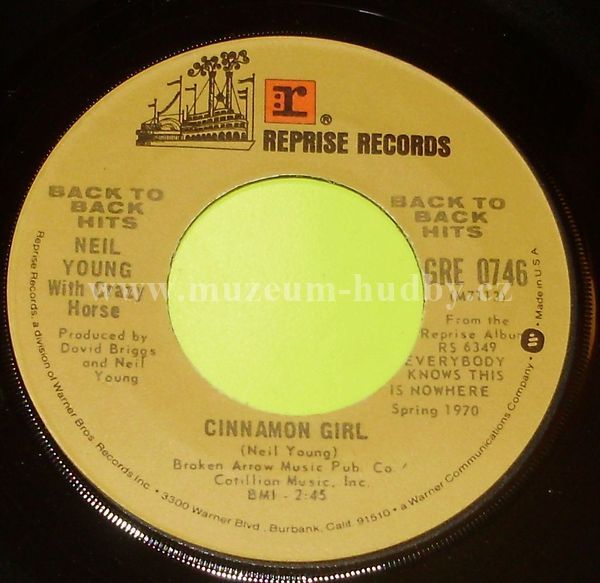 r ®
REPRISE RECORDS
BACK TO
BACK
HITS
NEIL
YOUNG
With Crazy
Horse
Produced by
David Briggs
and Neil
Young
BACK TO
BACK
HITS
GRE 0746
From the
Reprise Album
RS 6349
EVERYBODY
KNOWS THIS
IS NOWHERE
Spring 1970
www.muzeum-hudby.cz
CINNAMON GIRL
(Neil Young)
Broken Arrow Music Pub. Co./
Cotillion Music, Inc.
BMI - 2:45
Reprise Records, a division of Warner Bros. Records Inc. • 3300 Warner Blvd., Burbank, Calif. 91510 • a Warner Communications Company • Made in U.S.A.